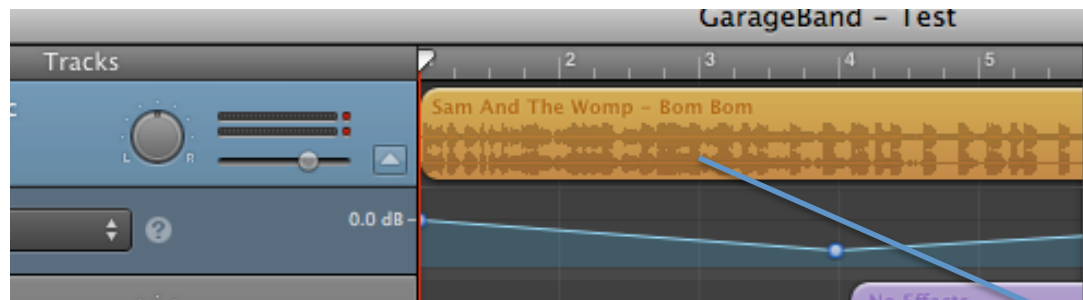 GarageBand – Test
Tracks
2 3 4 5
Sam And The Womp – Bom Bom
L R
0.0 dB
?
No Effects